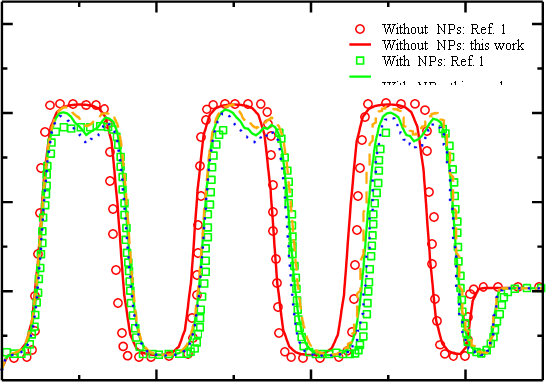 Without NPs: Ref. 1
Without NPs: this work
With NPs: Ref. 1